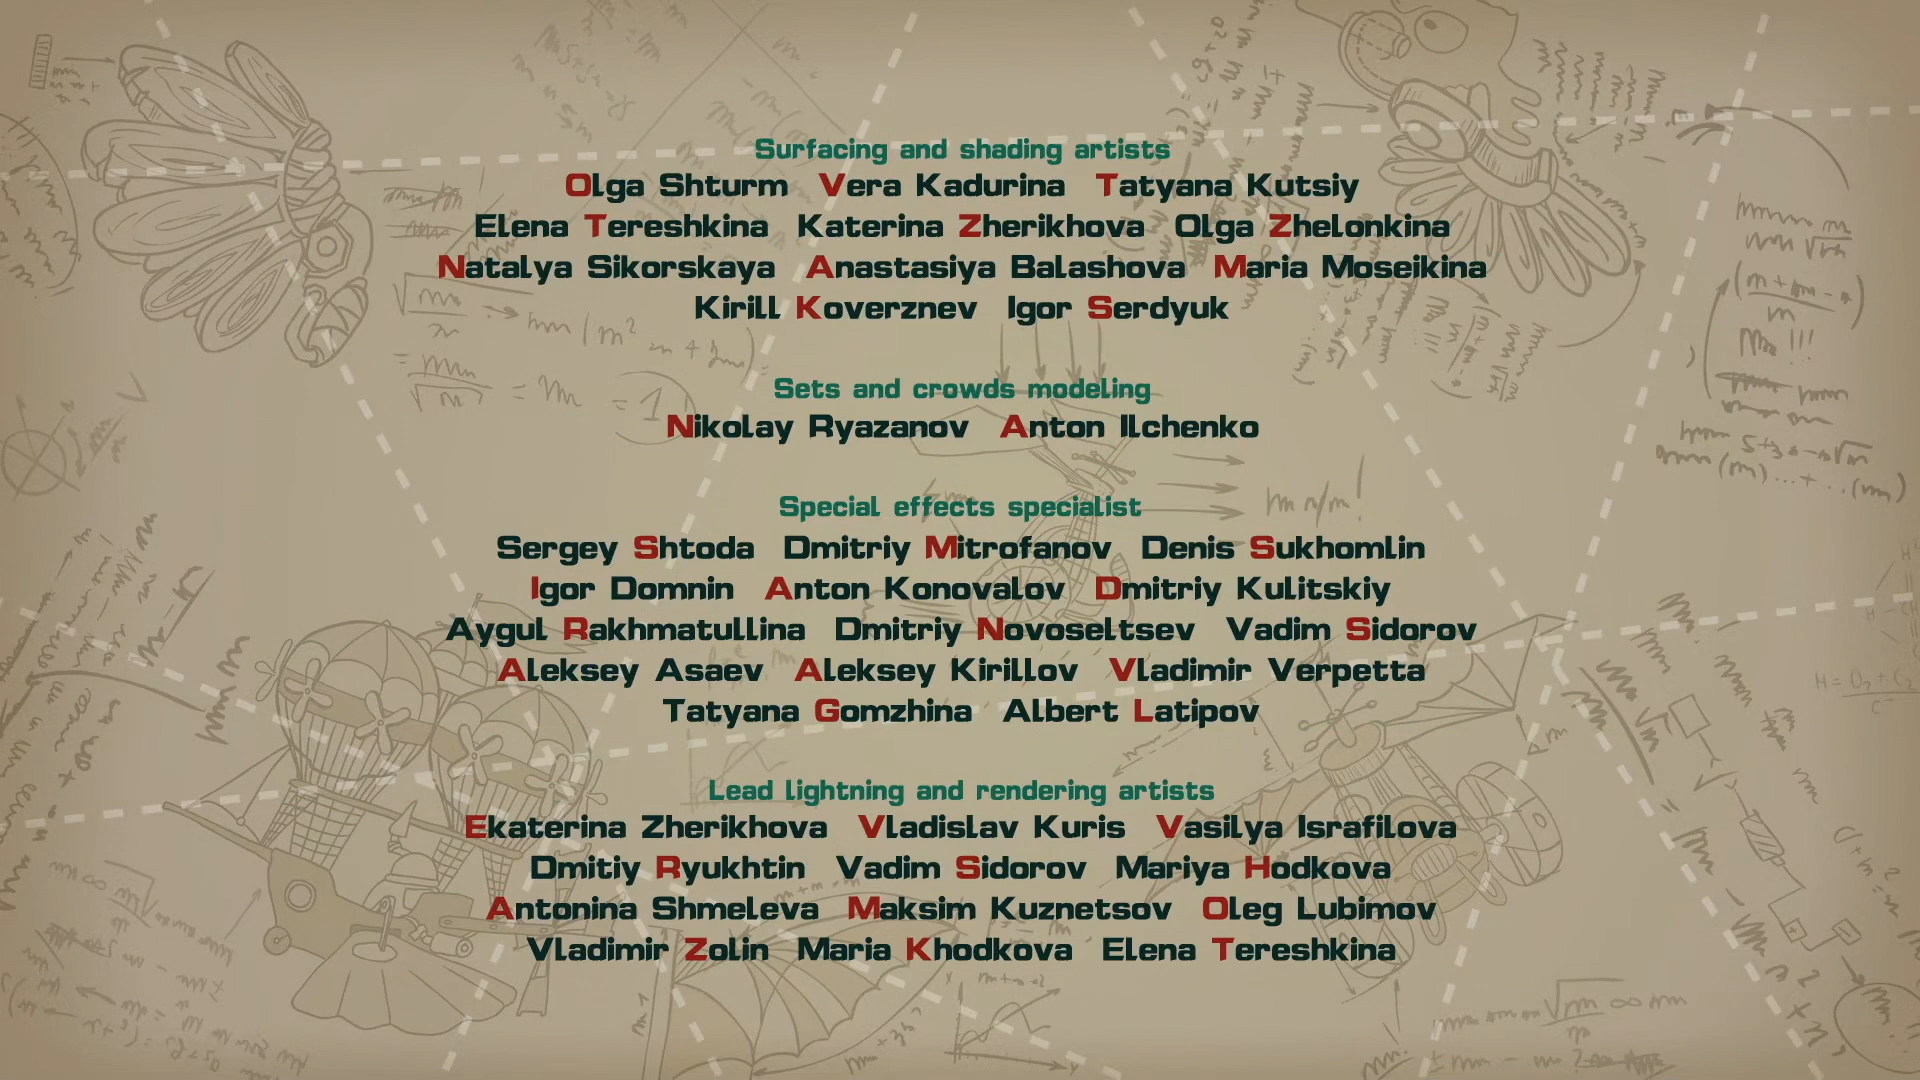 Surfacing and shading artists
Olga Shturm Vera Kadurina Tatyana Kutsiy
Elena Tereshkina Katerina Zherikhova Olga Zhelonkina
Natalya Sikorskaya Anastasiya Balashova Maria Moseikina
Kirill Koverznev Igor Serdyuk
Sets and crowds modeling
Nikolay Ryazanov Anton Ilchenko
Special effects specialist
Sergey Shtoda Dmitriy Mitrofanov Denis Sukhomlin
Igor Domnin Anton Konovalov Dmitriy Kulitskiy
Aygul Rakhmatullina Dmitriy Novoseltsev Vadim Sidorov
Aleksey Asaev Aleksey Kirillov Vladimir Verpetta
Tatyana Gomzhina Albert Latipov
Lead lightning and rendering artists
Ekaterina Zherikhova Vladislav Kuris Vasilya Israfilova
Dmitiy Ryukhtin Vadim Sidorov Mariya Hodkova
Antonina Shmeleva Maksim Kuznetsov Oleg Lubimov
Vladimir Zolin Maria Khodkova Elena Tereshkina